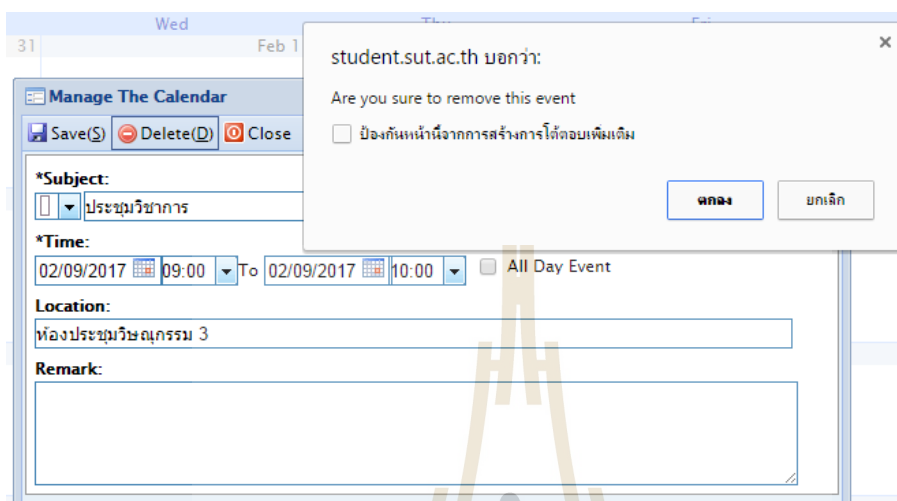 Wed
31
Feb 1
student.sut.ac.th บอกว่า:
×
Are you sure to remove this event
ป้องกันหน้านี้จากการสร้างการโต้ตอบเพิ่มเติม
ตกลง
ยกเลิก
Manage The Calendar
Save(S) Delete(D) Close
*Subject:
ประชุมวิชาการ
*Time:
02/09/2017 09:00 To 02/09/2017 10:00 All Day Event
Location:
ห้องประชุมวิษณุกรรม 3
Remark: